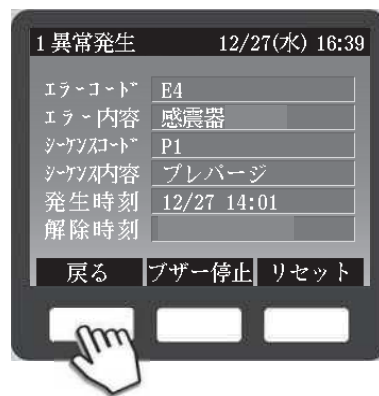 1 異常発生 12/27(水) 16:39
エラーコード E4
エラー内容 感震器
シーケンスコード P1
シーケンス内容 プレパージ
発生時刻 12/27 14:01
解除時刻
戻る ブザー停止 リセット